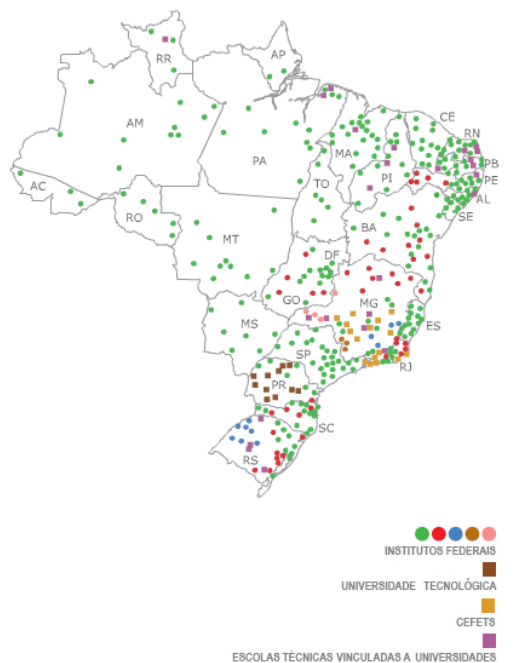 AP
RR
CE
RN
AM
PA
MA
PB
PI
PE
AC
TO
AL
RO
SE
BA
MT
DF
GO
MG
MS
ES
SP
RJ
PR
SC
RS
INSTITUTOS FEDERAIS
UNIVERSIDADE TECNOLÓGICA
CEFETS
ESCOLAS TÉCNICAS VINCULADAS A UNIVERSIDADES